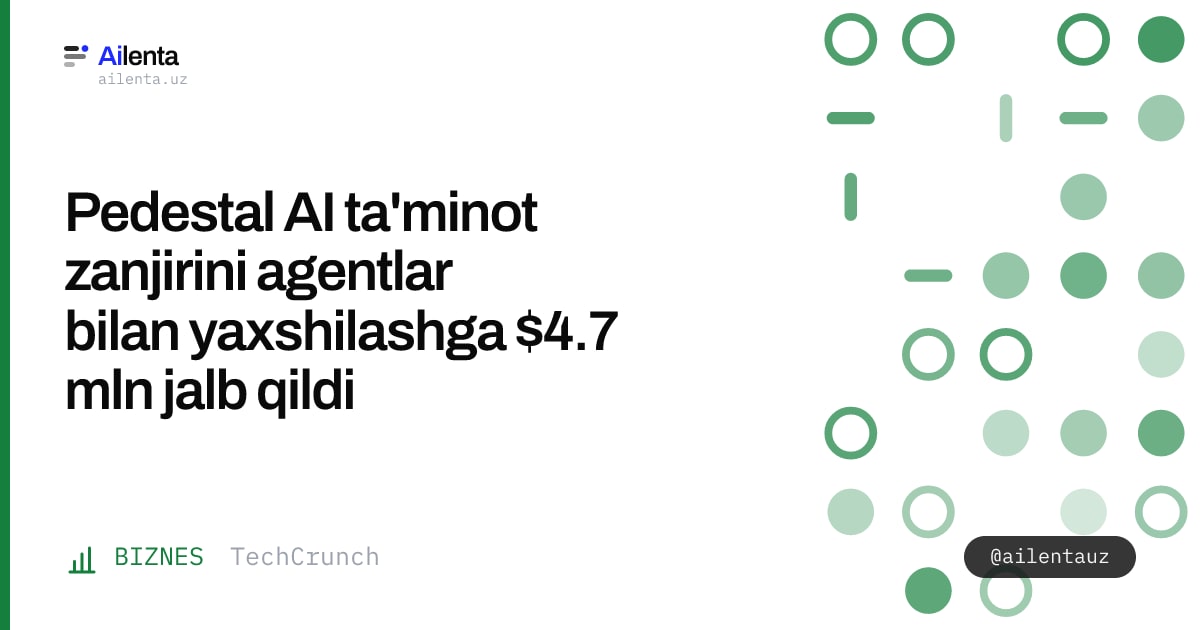 Ailenta
ailenta.uz
Pedestal AI ta'minot
zanjirini agentlar
bilan yaxshilashga $4.7
mln jalb qildi
BIZNES TechCrunch
@ailentauz